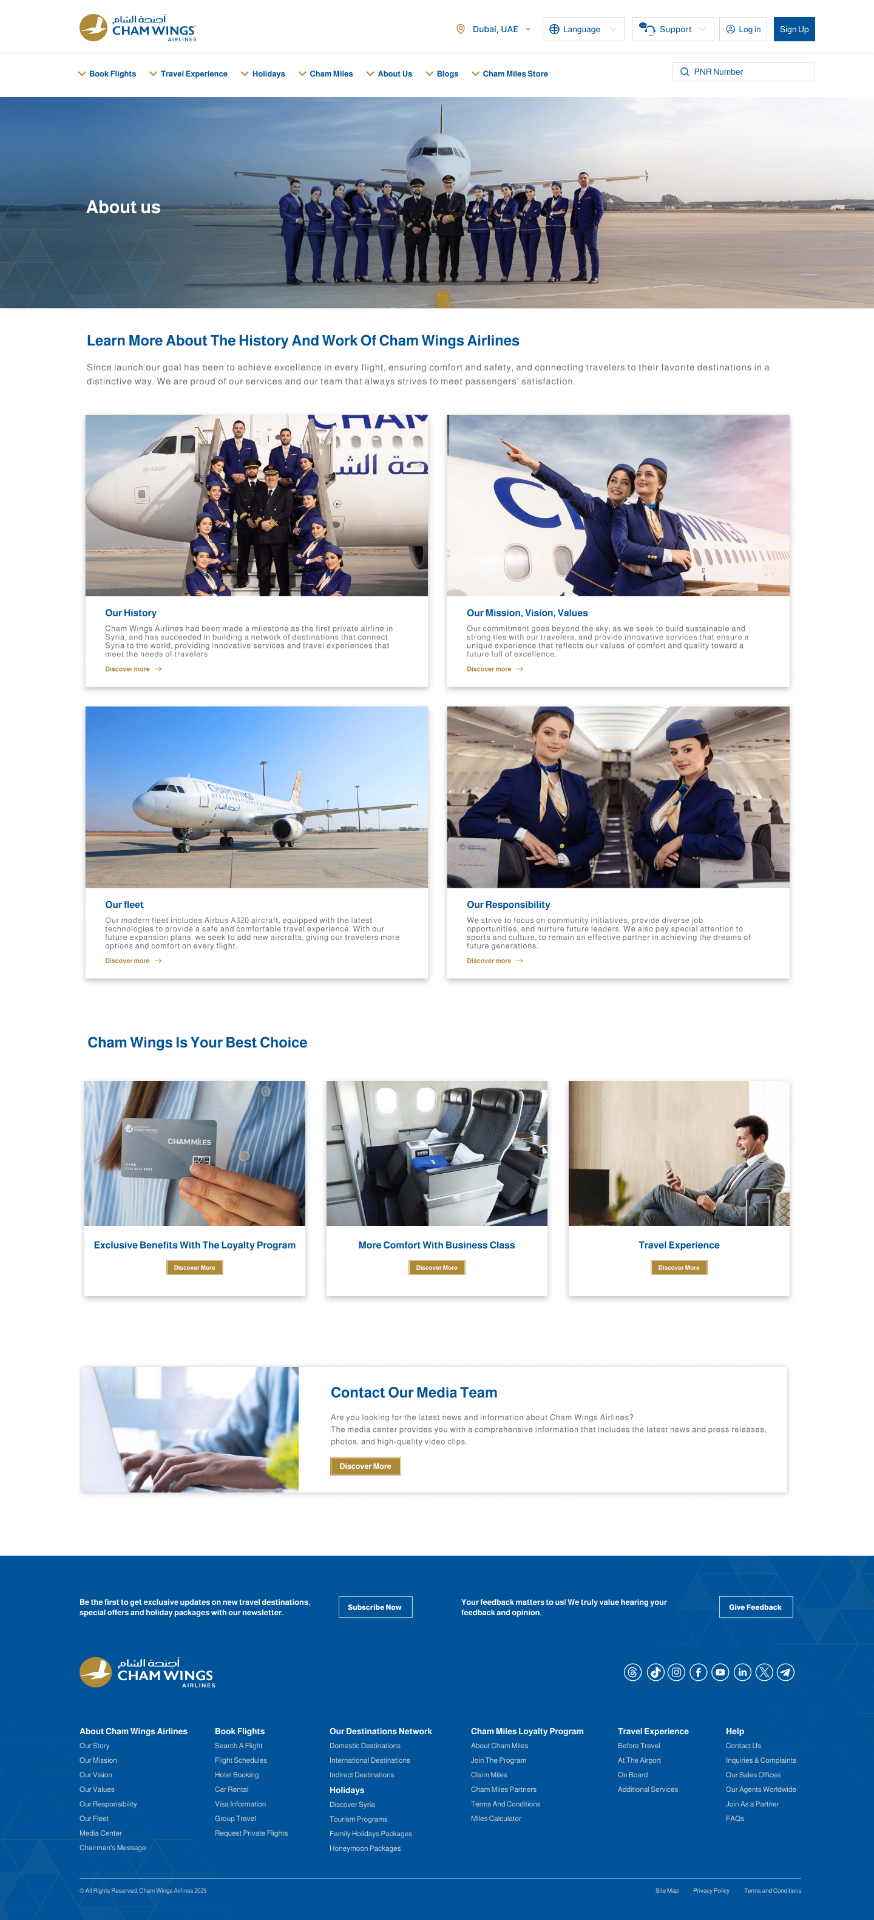 أجنحة الشام
CHAM WINGS
AIRLINES
Dubai, UAE
Language
Support
Log in
Sign Up
Book Flights
Travel Experience
Holidays
Cham Miles
About Us
Blogs
Cham Miles Store
PNR Number
About us
Learn More About The History And Work Of Cham Wings Airlines
Since launch our goal has been to achieve excellence in every flight, ensuring comfort and safety, and connecting travelers to their favorite destinations in a
distinctive way. We are proud of our services and our team that always strives to meet passengers' satisfaction.
Our History
Cham Wings Airlines had been made a milestone as the first private airline in
Syria, and has succeeded in building a network of destinations that connect
Syria to the world, providing innovative services and travel experiences that
meet the needs of travelers.
Discover more
Our Mission, Vision, Values
Our commitment goes beyond the sky, as we seek to build sustainable and
strong ties with our travelers, and provide innovative services that ensure a
unique experience that reflects our values of comfort and quality toward a
future full of excellence.
Discover more
CHAM WINGS
أجنحة الشام
Our fleet
Our modern fleet includes Airbus A320 aircraft, equipped with the latest
technologies to provide a safe and comfortable travel experience. With our
future expansion plans, we seek to add new aircrafts, giving our travelers more
options and comfort on every flight.
Discover more
Our Responsibility
We strive to focus on community initiatives, provide diverse job
opportunities, and nurture future leaders. We also pay special attention to
sports and culture, to remain an effective partner in achieving the dreams of
future generations.
Discover more
Cham Wings Is Your Best Choice
CHAMMILES
Exclusive Benefits With The Loyalty Program
Discover More
More Comfort With Business Class
Discover More
Travel Experience
Discover More
Contact Our Media Team
Are you looking for the latest news and information about Cham Wings Airlines?
The media center provides you with a comprehensive information that includes the latest news and press releases,
photos, and high-quality video clips.
Discover More
Be the first to get exclusive updates on new travel destinations,
special offers and holiday packages with our newsletter.
Subscribe Now
Your feedback matters to us! We truly value hearing your
feedback and opinion.
Give Feedback
أجنحة الشام
CHAM WINGS
AIRLINES
About Cham Wings Airlines
Our Story
Our Mission
Our Vision
Our Values
Our Responsibility
Our Fleet
Media Center
Chairman's Message
Book Flights
Search A Flight
Flight Schedules
Hotel Booking
Car Rental
Visa Information
Group Travel
Request Private Flights
Our Destinations Network
Domestic Destinations
International Destinations
Indirect Destinations
Holidays
Discover Syria
Tourism Programs
Family Holidays Packages
Honeymoon Packages
Cham Miles Loyalty Program
About Cham Miles
Join The Program
Claim Miles
Cham Miles Partners
Terms And Conditions
Miles Calculator
Travel Experience
Before Travel
At The Airport
On Board
Additional Services
Help
Contact Us
Inquiries & Complaints
Our Sales Offices
Our Agents Worldwide
Join As a Partner
FAQs
© All Rights Reserved. Cham Wings Airlines 2025
Site Map
Privacy Policy
Terms and Conditions